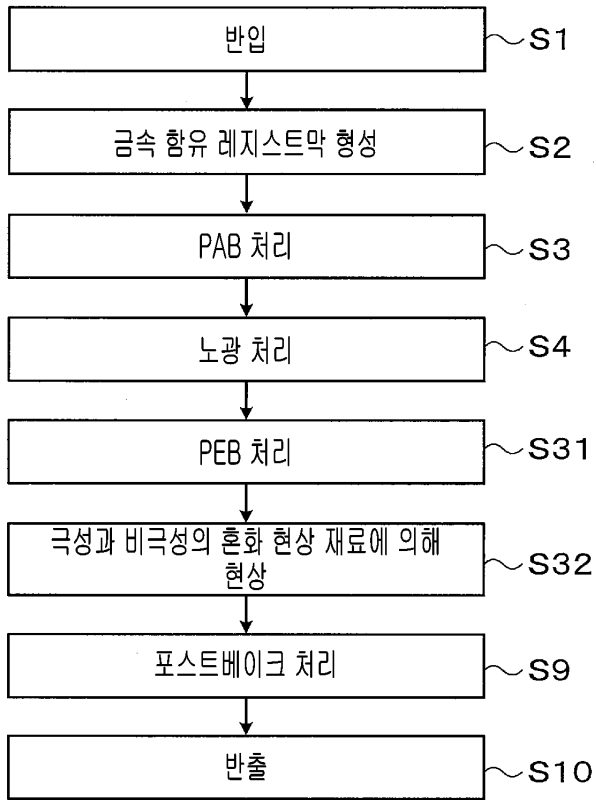 반입 S1
금속 함유 레지스트막 형성 S2
PAB 처리 S3
노광 처리 S4
PEB 처리 S31
극성과 비극성의 혼화 현상 재료에 의해
현상 S32
포스트베이크 처리 S9
반출 S10